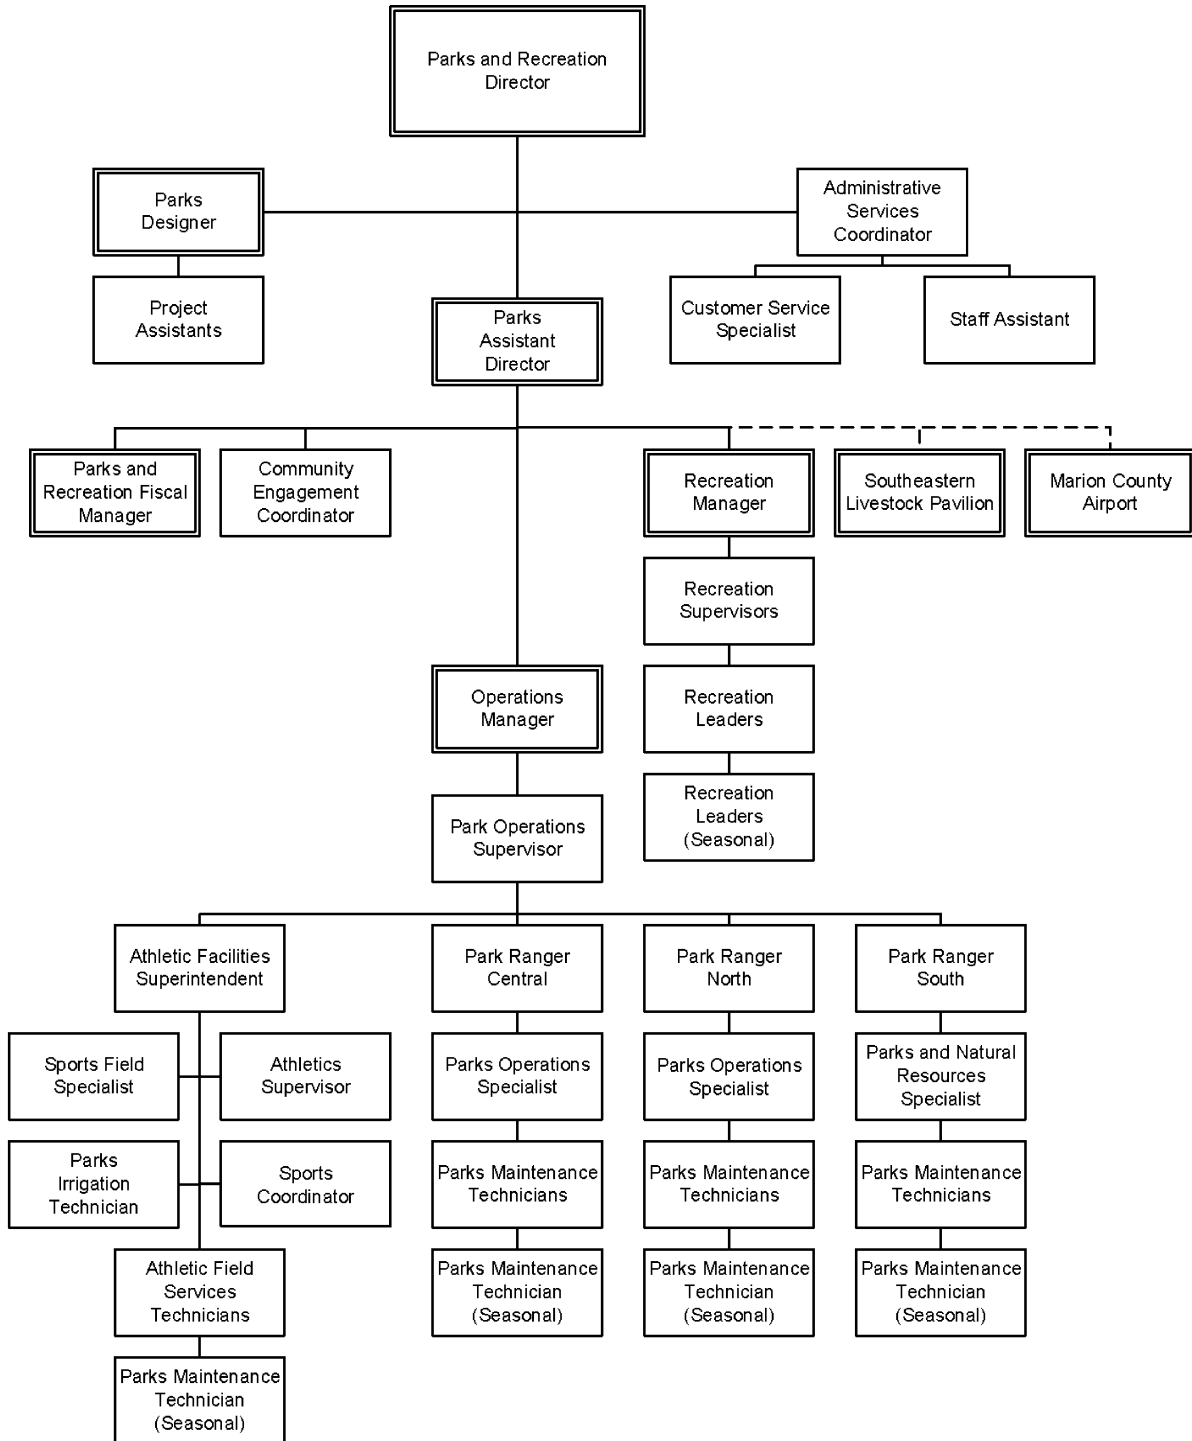 Parks and Recreation
Director
Parks
Designer
Administrative
Services
Coordinator
Project
Assistants
Customer Service
Specialist
Staff Assistant
Parks
Assistant
Director
Parks and
Recreation Fiscal
Manager
Community
Engagement
Coordinator
Recreation
Manager
Southeastern
Livestock Pavilion
Marion County
Airport
Recreation
Supervisors
Operations
Manager
Recreation
Leaders
Recreation
Leaders
(Seasonal)
Park Operations
Supervisor
Athletic Facilities
Superintendent
Park Ranger
Central
Park Ranger
North
Park Ranger
South
Sports Field
Specialist
Athletics
Supervisor
Parks Operations
Specialist
Parks Operations
Specialist
Parks and Natural
Resources
Specialist
Parks
Irrigation
Technician
Sports
Coordinator
Parks Maintenance
Technicians
Parks Maintenance
Technicians
Parks Maintenance
Technicians
Athletic Field
Services
Technicians
Parks Maintenance
Technician
(Seasonal)
Parks Maintenance
Technician
(Seasonal)
Parks Maintenance
Technician
(Seasonal)
Parks Maintenance
Technician
(Seasonal)